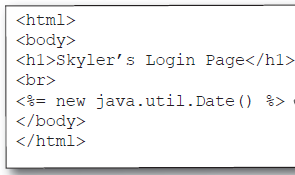 <html>
<body>
<h1>Skyler’s Login Page</h1>
<br>
<%= new java.util.Date() %>
</body>
</html>